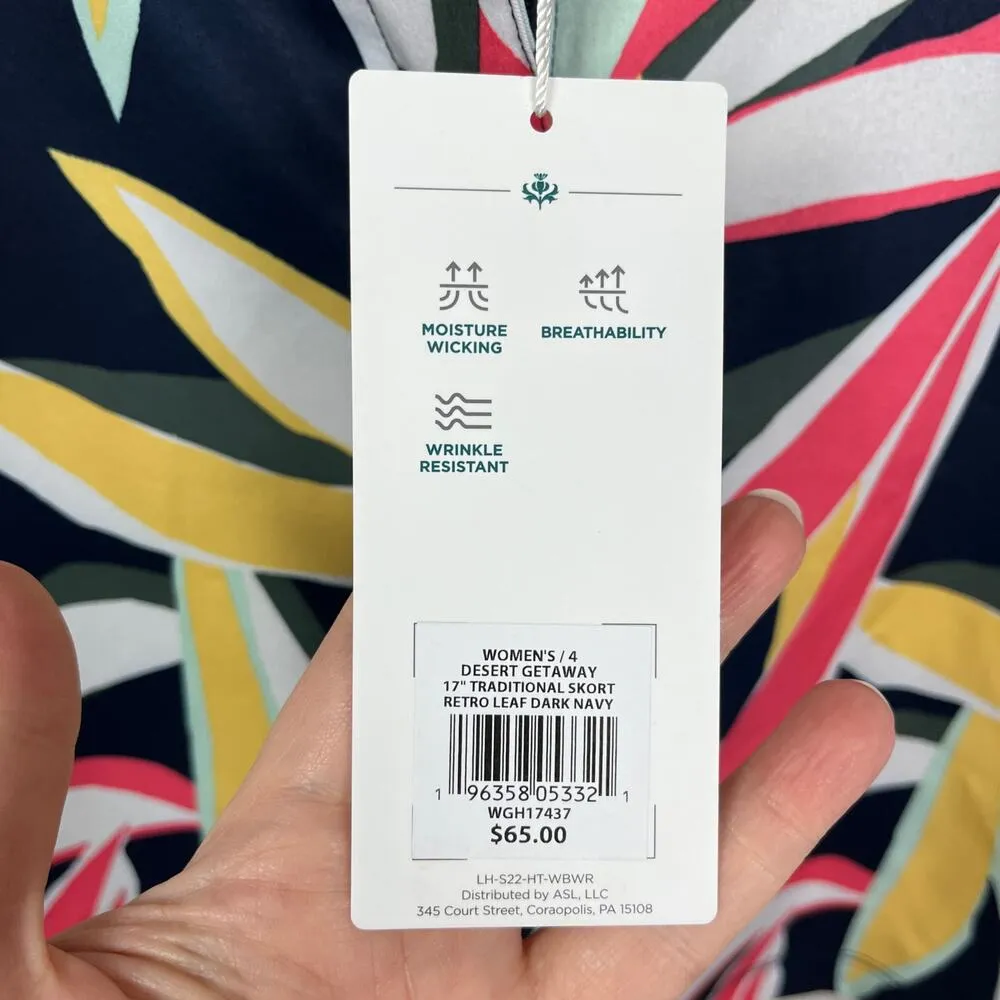 MOISTURE
WICKING
BREATHABILITY
WRINKLE
RESISTANT
WOMEN'S / 4
DESERT GETAWAY
17" TRADITIONAL SKORT
RETRO LEAF DARK NAVY
1 96358 05332 1
WGH17437
$65.00
LH-S22-HT-WBWR
Distributed by ASL, LLC
345 Court Street, Coraopolis, PA 15108